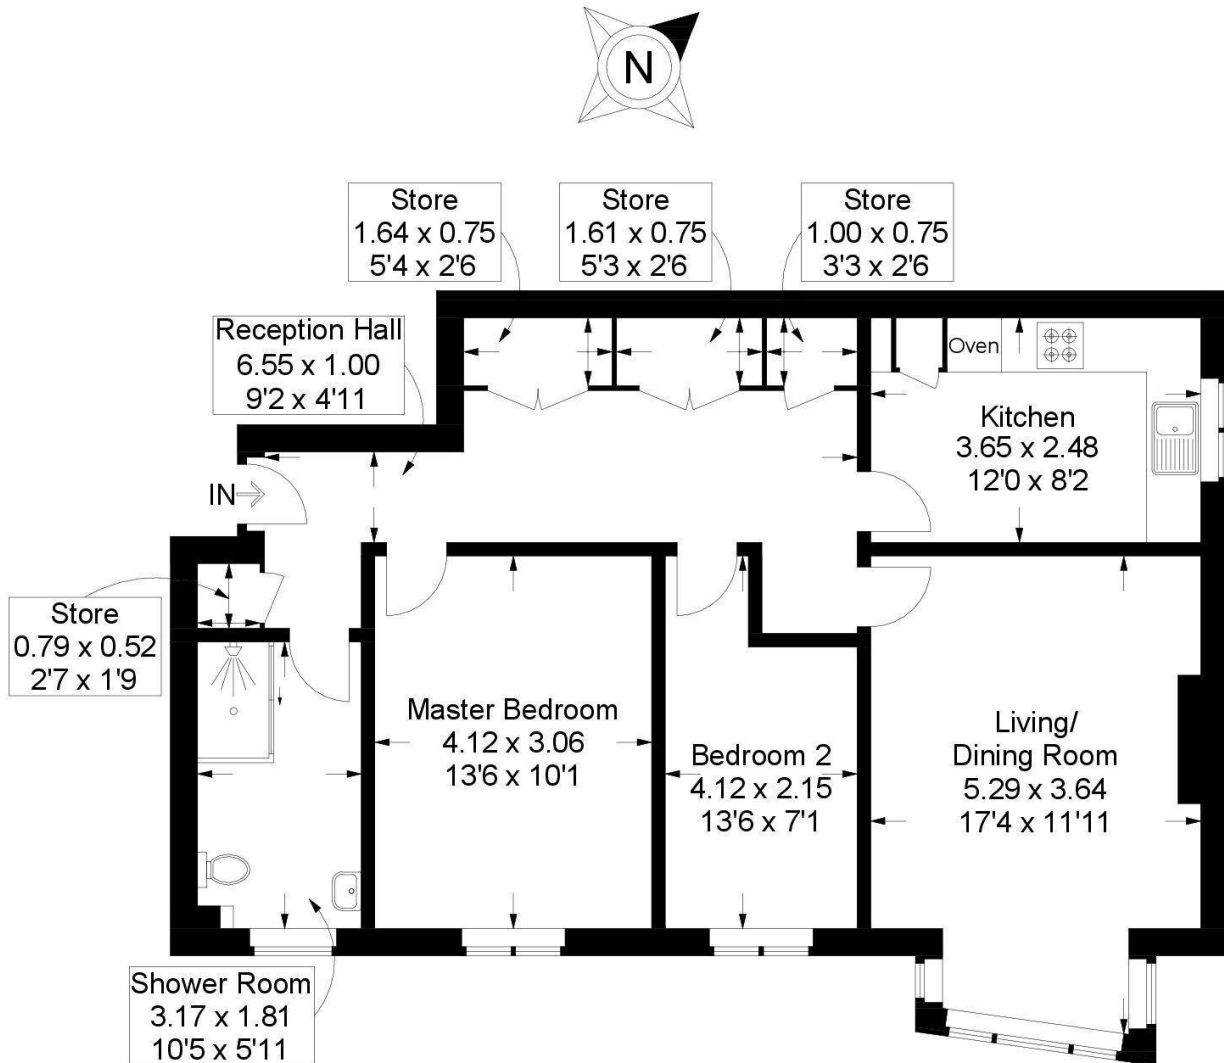 N
Store
1.64 x 0.75
5'4 x 2'6
Store
1.61 x 0.75
5'3 x 2'6
Store
1.00 x 0.75
3'3 x 2'6
Reception Hall
6.55 x 1.00
9'2 x 4'11
Oven
Kitchen
3.65 x 2.48
12'0 x 8'2
IN
Store
0.79 x 0.52
2'7 x 1'9
Master Bedroom
4.12 x 3.06
13'6 x 10'1
Bedroom 2
4.12 x 2.15
13'6 x 7'1
Living/
Dining Room
5.29 x 3.64
17'4 x 11'11
Shower Room
3.17 x 1.81
10'5 x 5'11